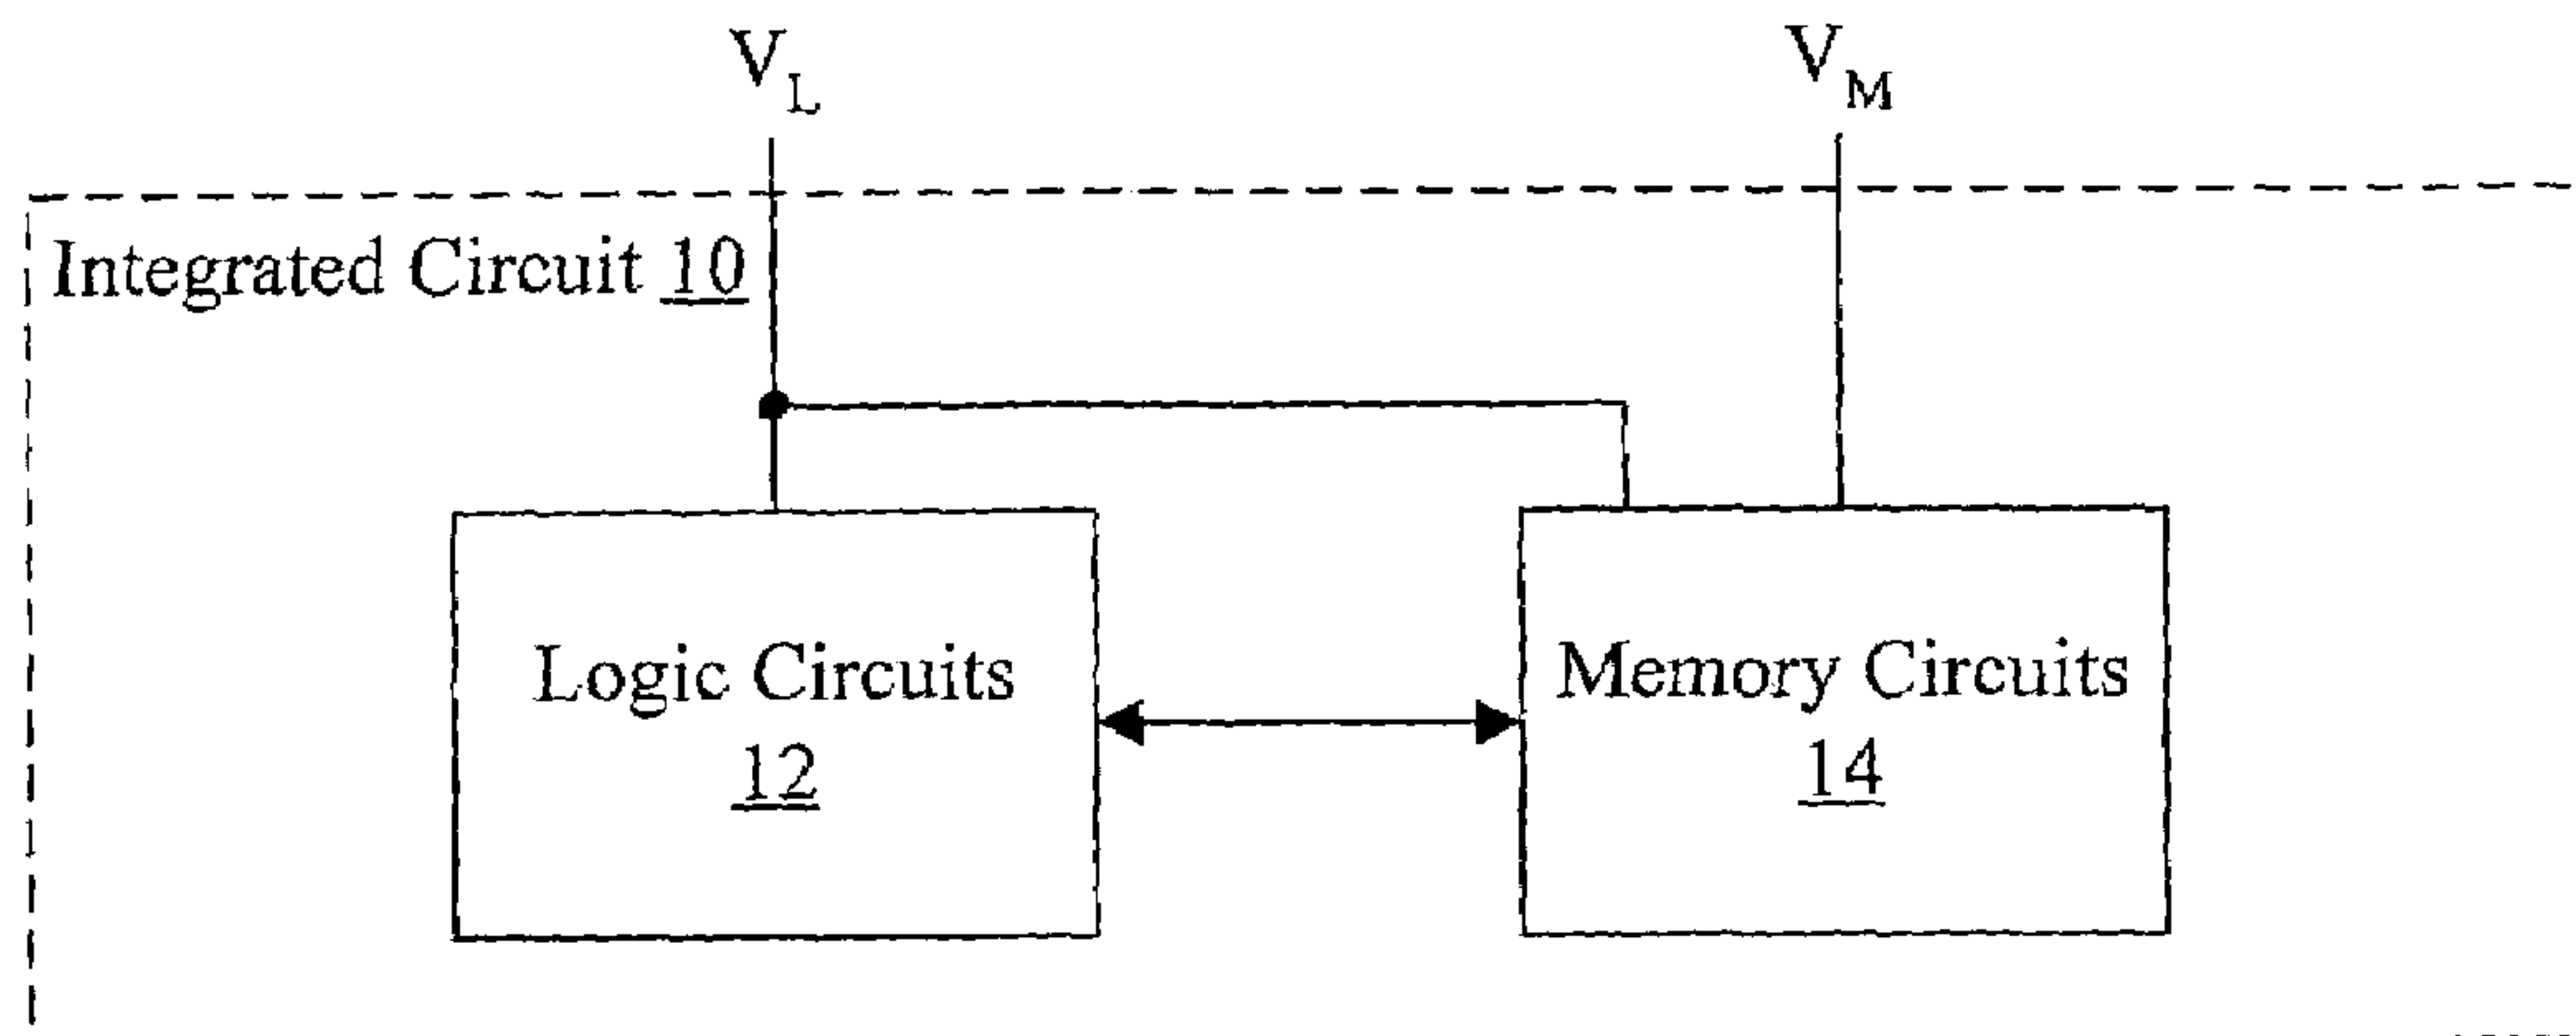 V_L
V_M
Integrated Circuit 10
Logic Circuits
12
Memory Circuits
14